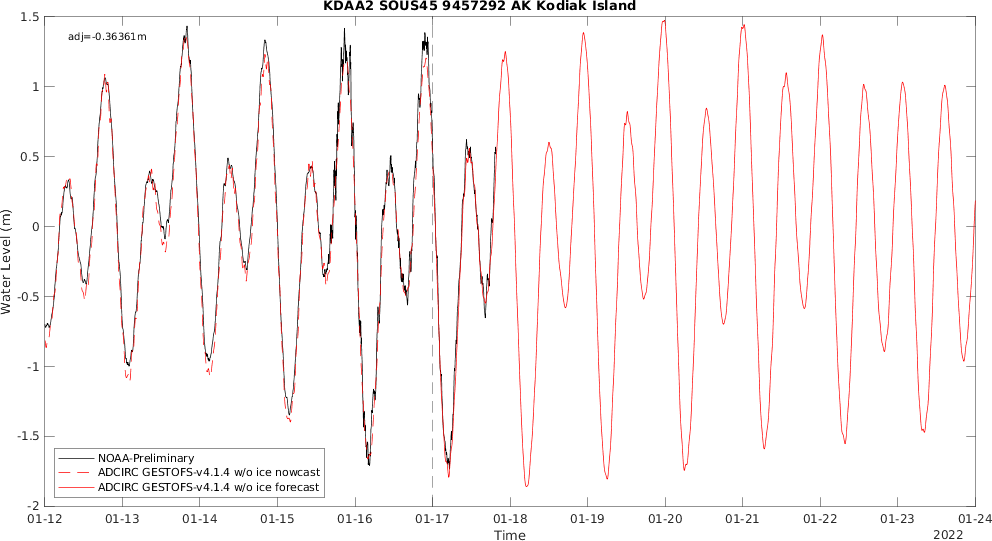 KDAA2 SOUS45 9457292 AK Kodiak Island
adj=-0.36361m
Water Level (m)
1.5
1
0.5
0
-0.5
-1
-1.5
-2
NOAA-Preliminary
ADCIRC GESTOFS-v4.1.4 w/o ice nowcast
ADCIRC GESTOFS-v4.1.4 w/o ice forecast
01-12 01-13 01-14 01-15 01-16 01-17 01-18 01-19 01-20 01-21 01-22 01-23 01-24
Time
2022